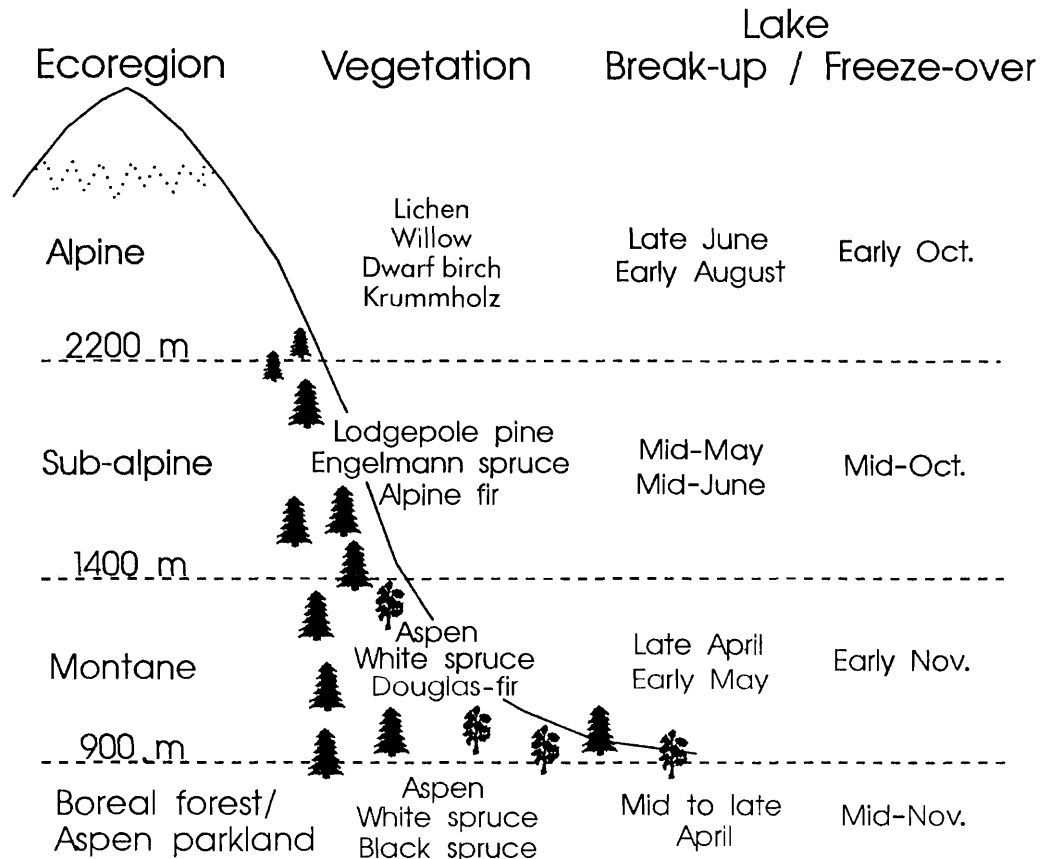 Ecoregion
Vegetation
Lake
Break-up / Freeze-over
Alpine
Lichen
Willow
Dwarf birch
Krummholz
Late June
Early August
Early Oct.
2200 m
Sub-alpine
Lodgepole pine
Engelmann spruce
Alpine fir
Mid-May
Mid-June
Mid-Oct.
1400 m
Montane
Aspen
White spruce
Douglas-fir
Late April
Early May
Early Nov.
900 m
Boreal forest/
Aspen parkland
Aspen
White spruce
Black spruce
Mid to late
April
Mid-Nov.